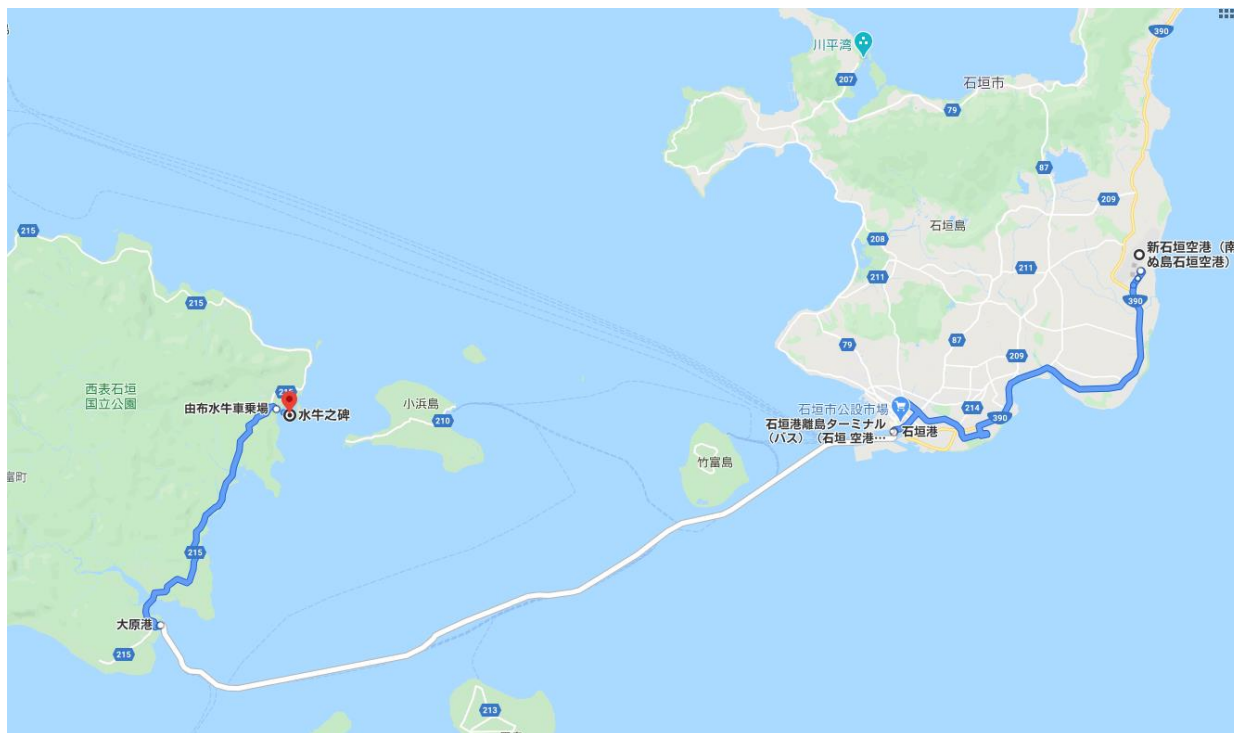 川平湾
390
207
石垣市
79
87
209
215
208
石垣島
新石垣空港（南
ぬ島石垣空港）
211
211
390
215
79
87
209
西表石垣
国立公園
215
由布水牛車乗場
水牛之碑
小浜島
210
石垣市公設市場
214
390
石垣港離島ターミナル
（バス）（石垣 空港…
石垣港
竹富島
富町
215
大原港
215
213